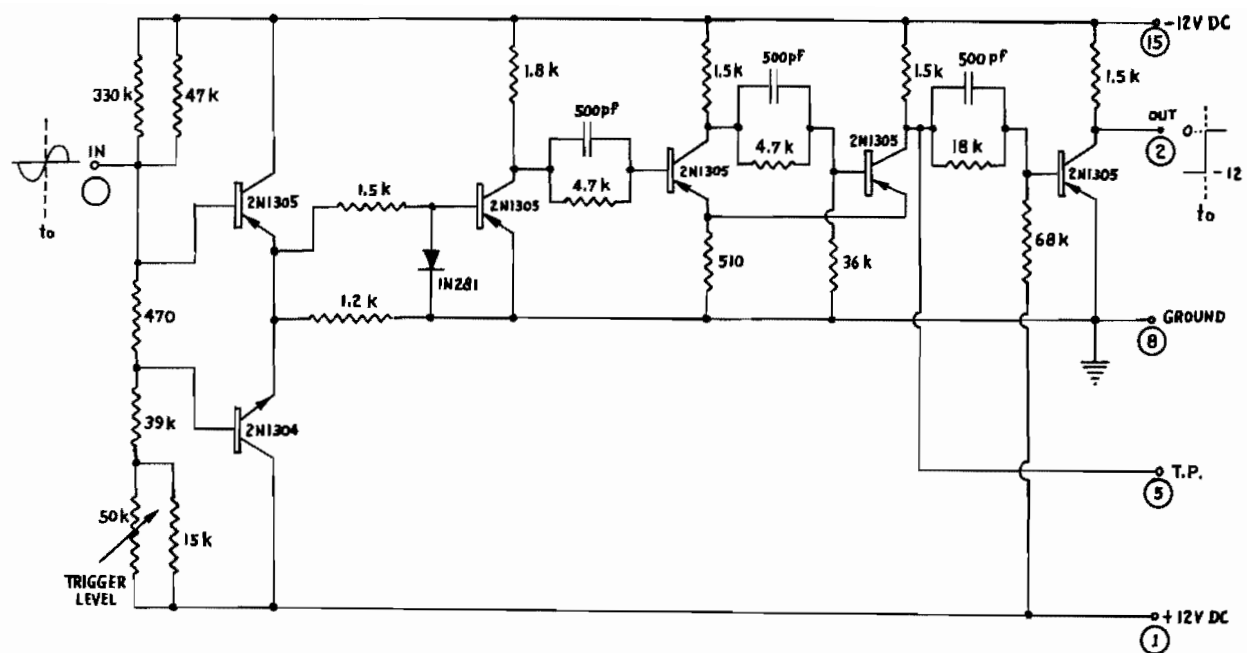 -12V DC
15
330k
47k
1.8k
1.5k
500pf
1.5k
500pf
1.5k
500pf
OUT
0
2
-12
IN
to
to
4.7k
4.7k
18k
2N1305
2N1305
2N1305
2N1305
2N1305
1.5k
1N281
510
36k
68k
470
1.2k
GROUND
8
39k
2N1304
T.P.
5
50k
15k
TRIGGER
LEVEL
+12V DC
1